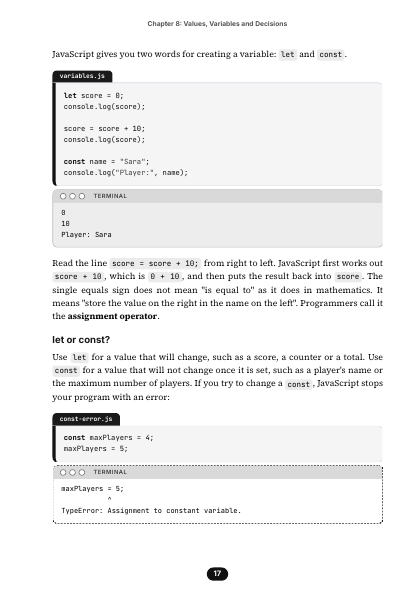 Chapter 8: Values, Variables and Decisions
JavaScript gives you two words for creating a variable: let and const.
variables.js
let score = 0;
console.log(score);
score = score + 10;
console.log(score);
const name = "Sara";
console.log("Player:", name);
TERMINAL
0
10
Player: Sara
Read the line score = score + 10; from right to left. JavaScript first works out
score + 10, which is 0 + 10, and then puts the result back into score. The
single equals sign does not mean "is equal to" as it does in mathematics. It
means "store the value on the right in the name on the left". Programmers call it
the assignment operator.
let or const?
Use let for a value that will change, such as a score, a counter or a total. Use
const for a value that will not change once it is set, such as a player's name or
the maximum number of players. If you try to change a const, JavaScript stops
your program with an error:
const-error.js
const maxPlayers = 4;
maxPlayers = 5;
TERMINAL
maxPlayers = 5;
^
TypeError: Assignment to constant variable.
17